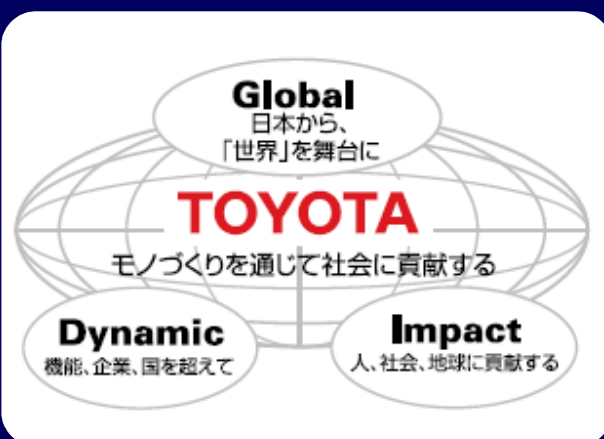 Global
日本から、
「世界」を舞台に
TOYOTA
モノづくりを通じて社会に貢献する
Dynamic
機能、企業、国を超えて
Impact
人、社会、地球に貢献する